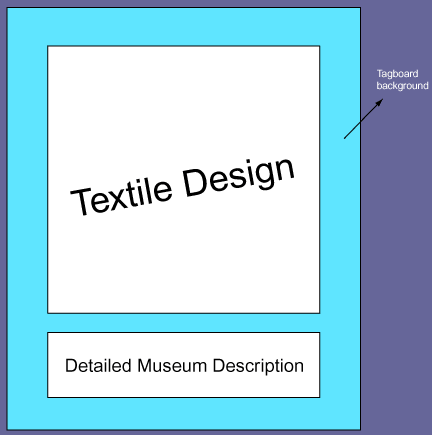 Tagboard
background
Textile Design
Detailed Museum Description